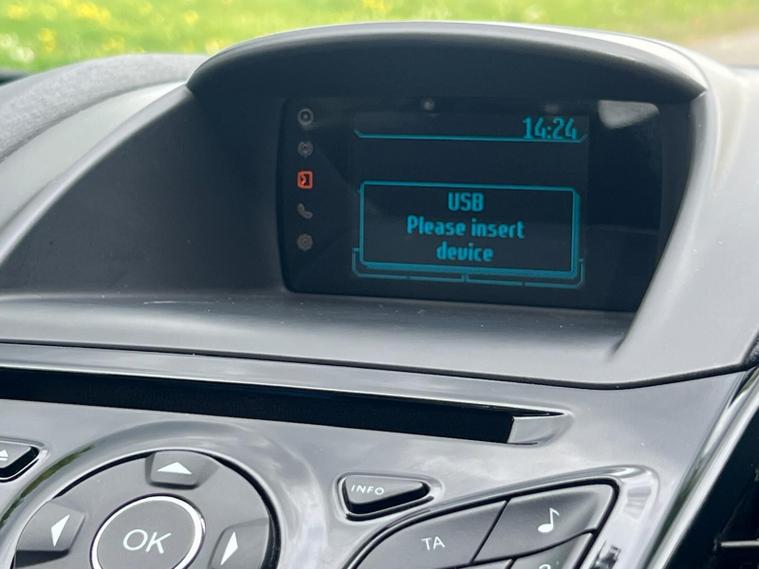 14:24
USB
Please insert
device
INFO
OK
TA